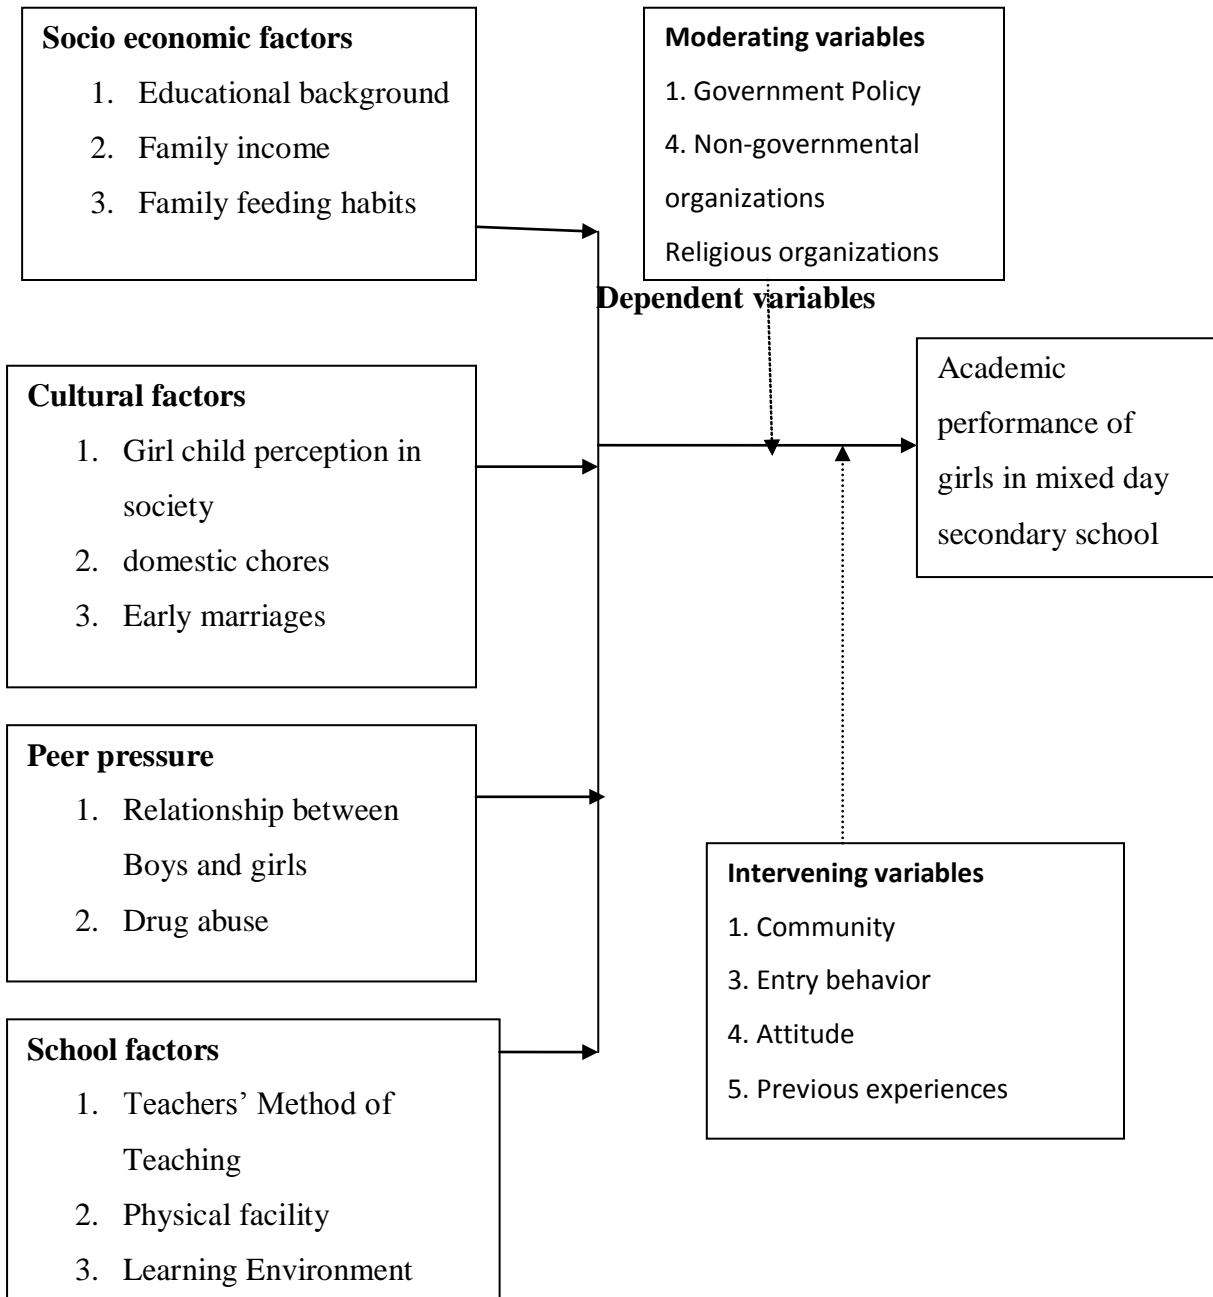 Socio economic factors
1. Educational background
2. Family income
3. Family feeding habits
Moderating variables
1. Government Policy
4. Non-governmental
organizations
Religious organizations
Dependent variables
Cultural factors
1. Girl child perception in
society
2. domestic chores
3. Early marriages
Academic
performance of
girls in mixed day
secondary school
Peer pressure
1. Relationship between
Boys and girls
2. Drug abuse
Intervening variables
1. Community
3. Entry behavior
4. Attitude
5. Previous experiences
School factors
1. Teachers’ Method of
Teaching
2. Physical facility
3. Learning Environment